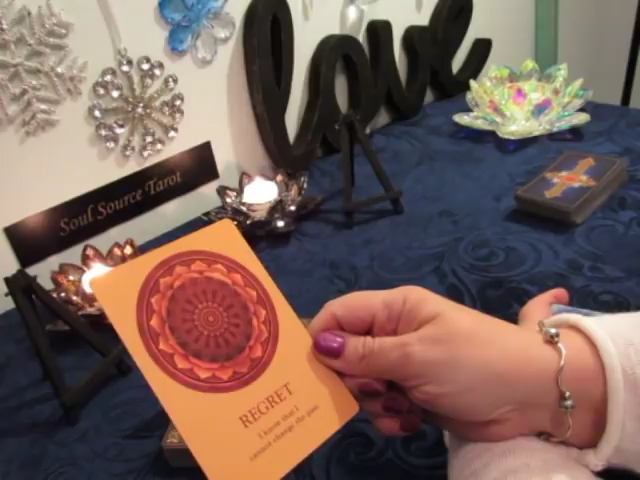 love
Soul Source Tarot
REGRET
I know that I
cannot change the past.